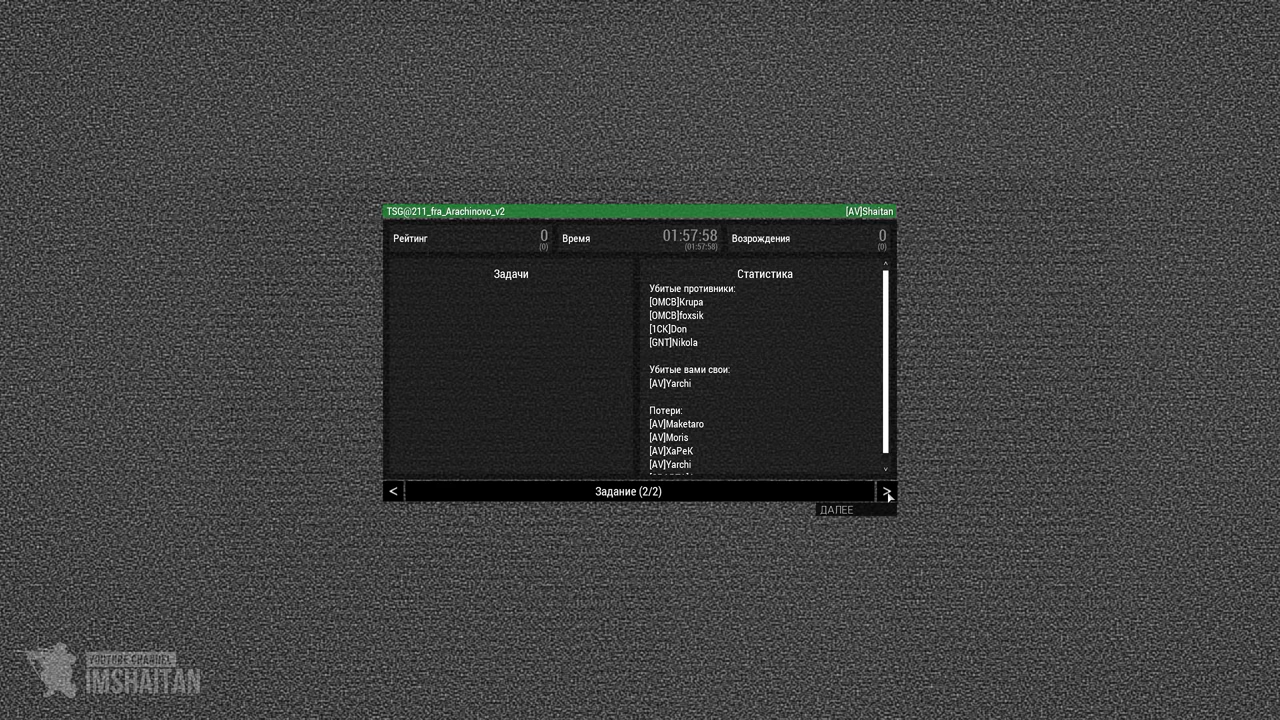 TSG@211_fra_Arachinovo_v2 [AV]Shaitan
Рейтинг 0 (0) Время 01:57:58 (01:57:58) Возрождения 0 (0)
Задачи
Статистика
Убитые противники:
[OMCB]Krupa
[OMCB]foxsik
[1CK]Don
[GNT]Nikola
Убитые вами свои:
[AV]Yarchi
Потери:
[AV]Maketaro
[AV]Moris
[AV]XaPeK
[AV]Yarchi
< Задание (2/2) >
ДАЛЕЕ
YOUTUBE CHANNEL
IMSHAITAN